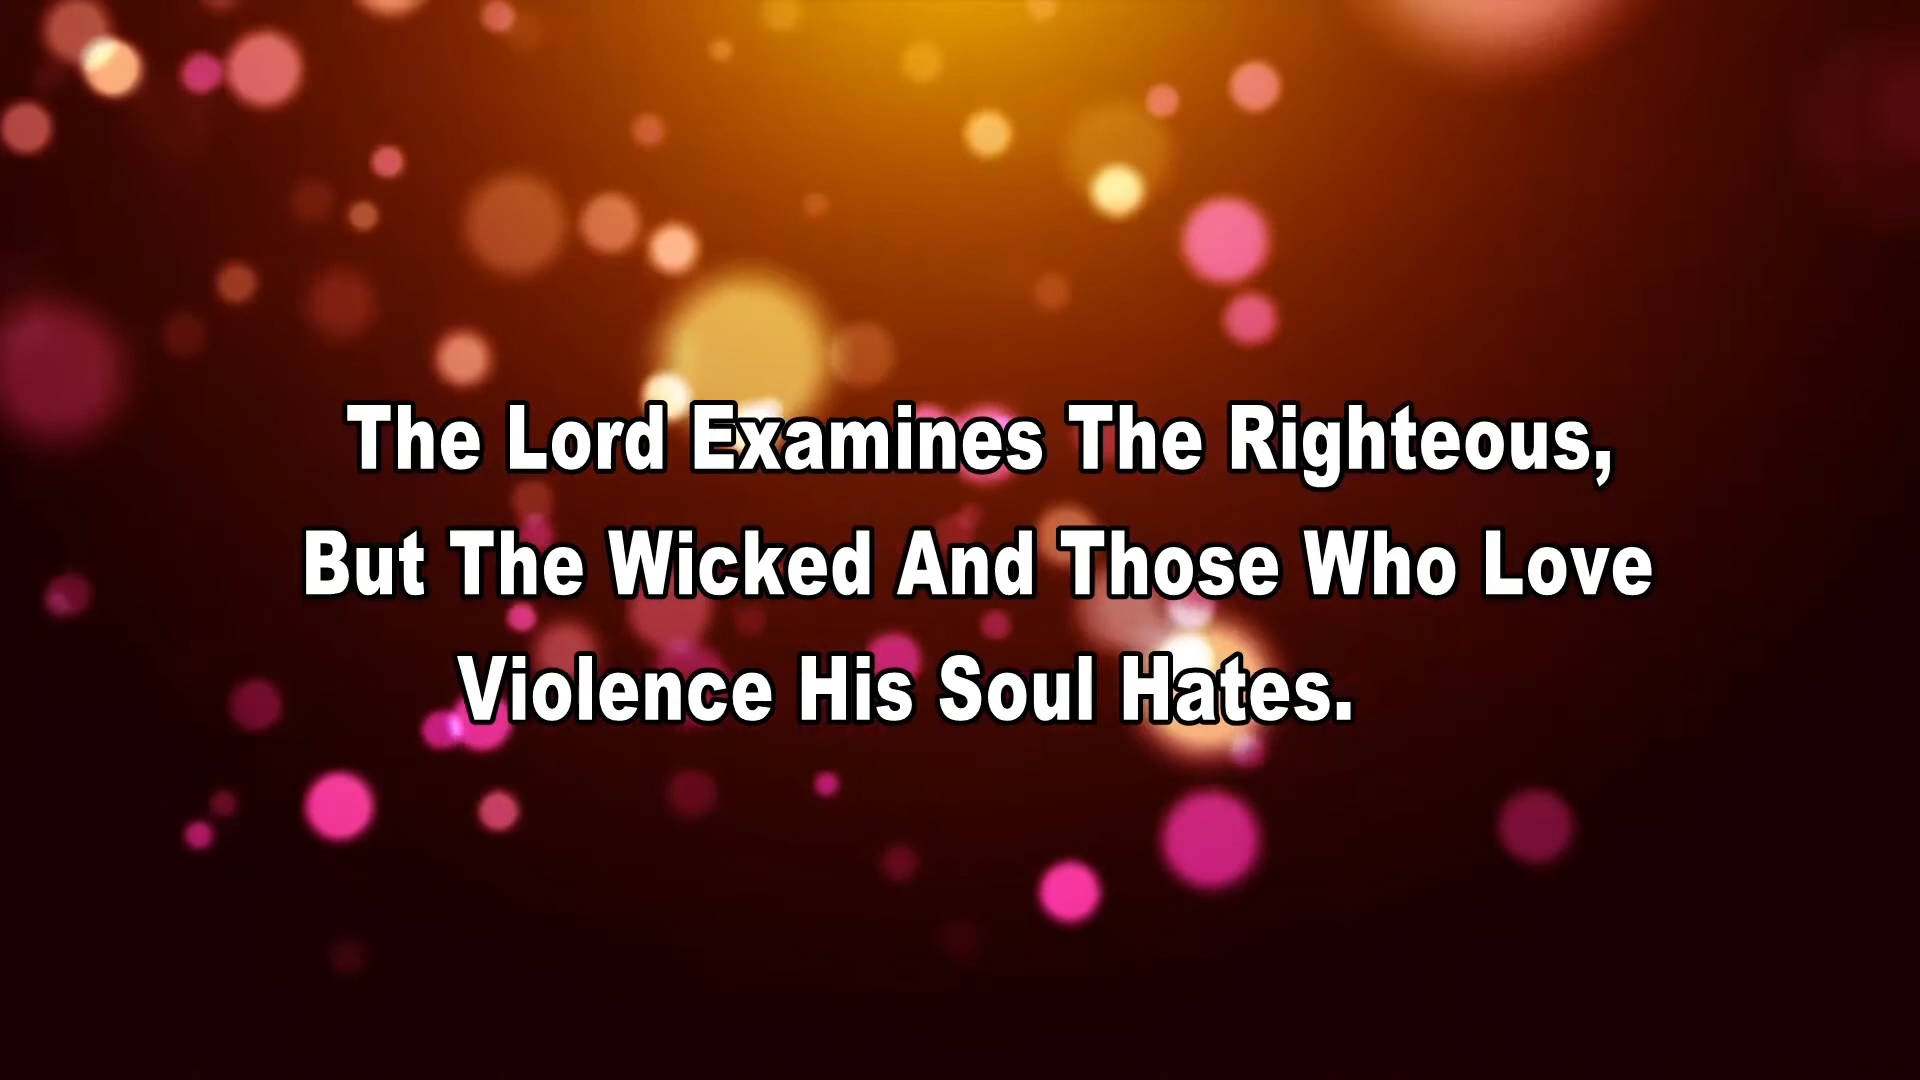 The Lord Examines The Righteous,
But The Wicked And Those Who Love
Violence His Soul Hates.